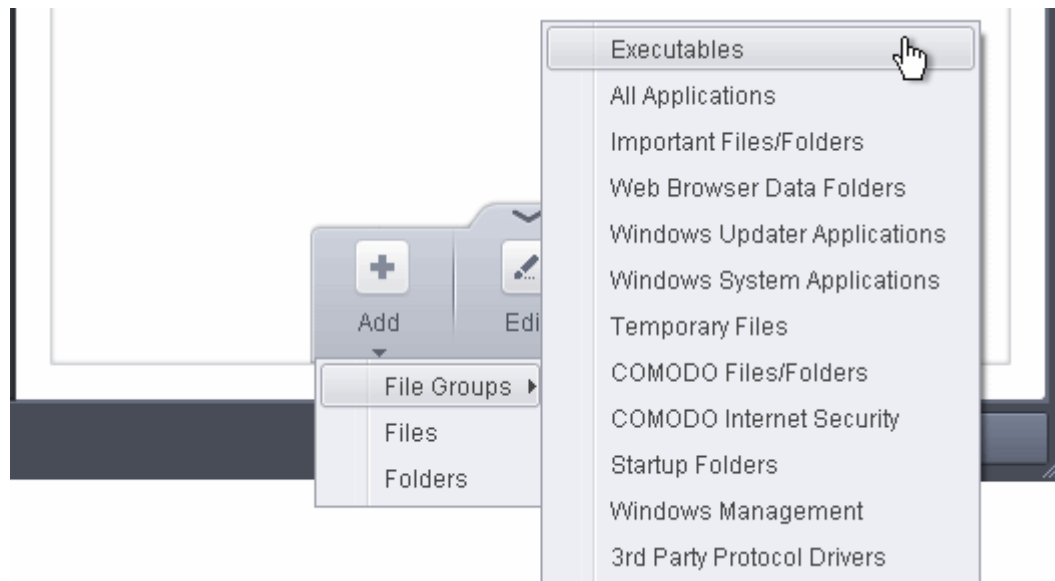 Executables
All Applications
Important Files/Folders
Web Browser Data Folders
Windows Updater Applications
Windows System Applications
Temporary Files
COMODO Files/Folders
COMODO Internet Security
Startup Folders
Windows Management
3rd Party Protocol Drivers
Add
Edi
File Groups
Files
Folders